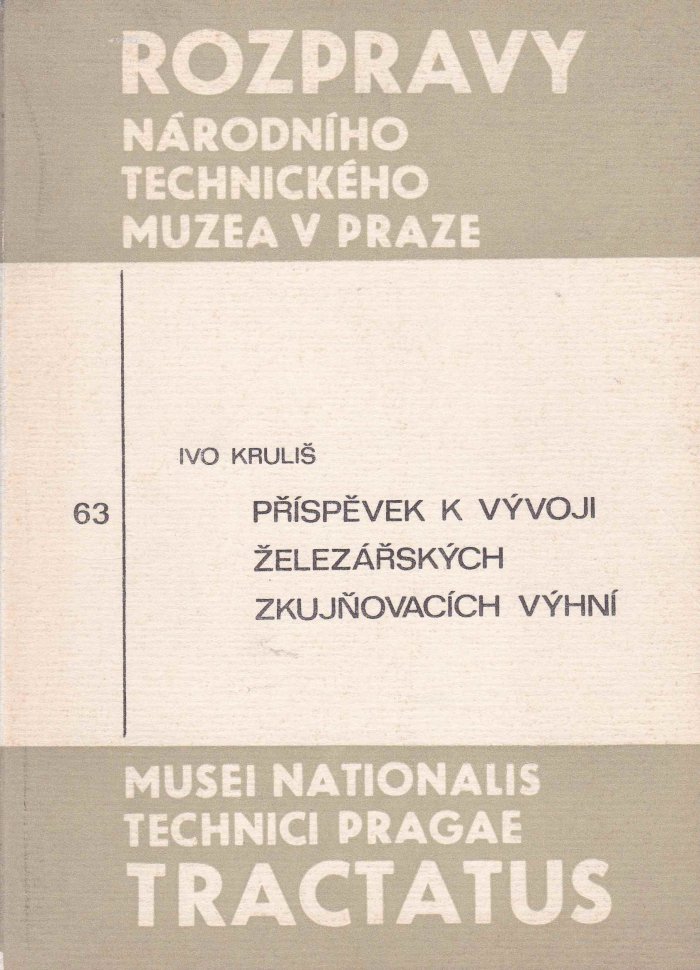 ROZPRAVY
NÁRODNÍHO
TECHNICKÉHO
MUZEA V PRAZE
IVO KRULIŠ
63
PŘÍSPĚVEK K VÝVOJI
ŽELEZÁŘSKÝCH
ZKUJŇOVACÍCH VÝHNÍ
MUSEI NATIONALIS
TECHNICI PRAGAE
TRACTATUS